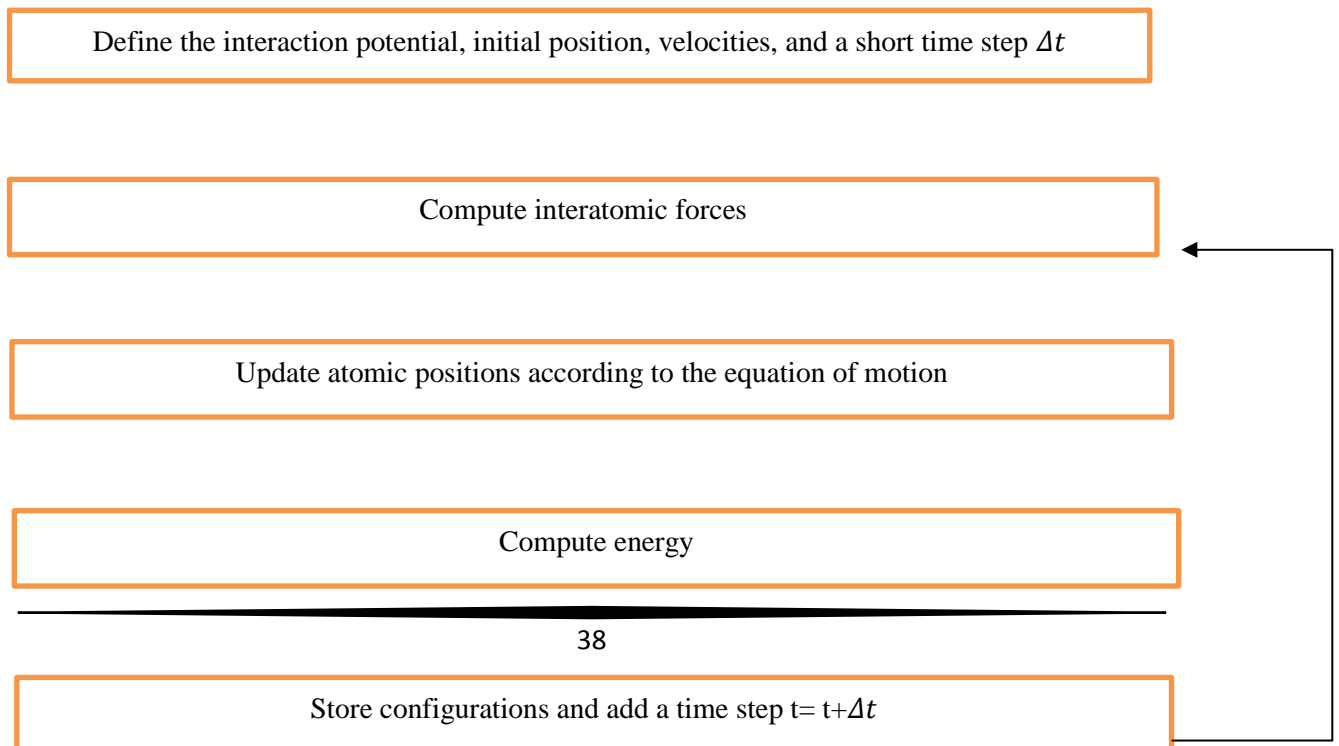 Define the interaction potential, initial position, velocities, and a short time step Δt
Compute interatomic forces
Update atomic positions according to the equation of motion
Compute energy
38
Store configurations and add a time step t= t+Δt